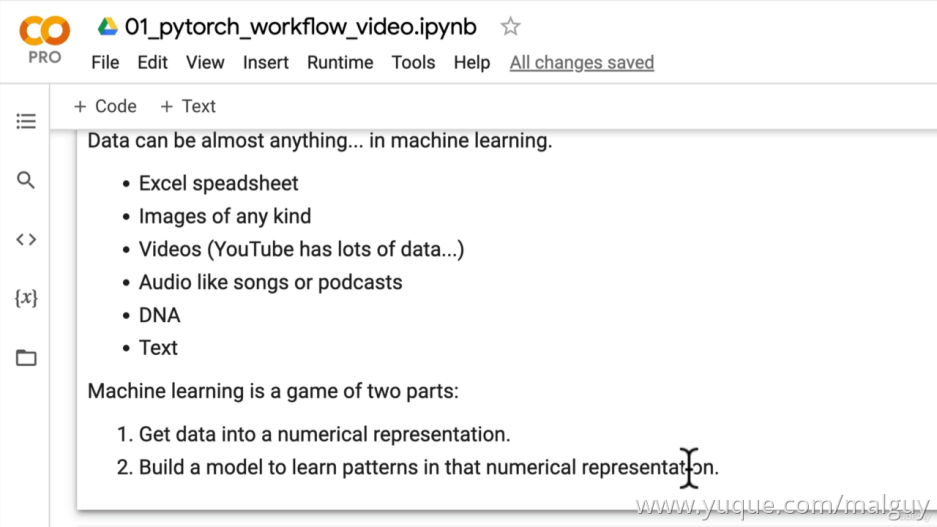 01_pytorch_workflow_video.ipynb
PRO
File Edit View Insert Runtime Tools Help All changes saved
+ Code + Text
Data can be almost anything... in machine learning.
• Excel speadsheet
• Images of any kind
• Videos (YouTube has lots of data...)
• Audio like songs or podcasts
• DNA
• Text
Machine learning is a game of two parts:
1. Get data into a numerical representation.
2. Build a model to learn patterns in that numerical representation.
{x}
www.yuque.com/malguy